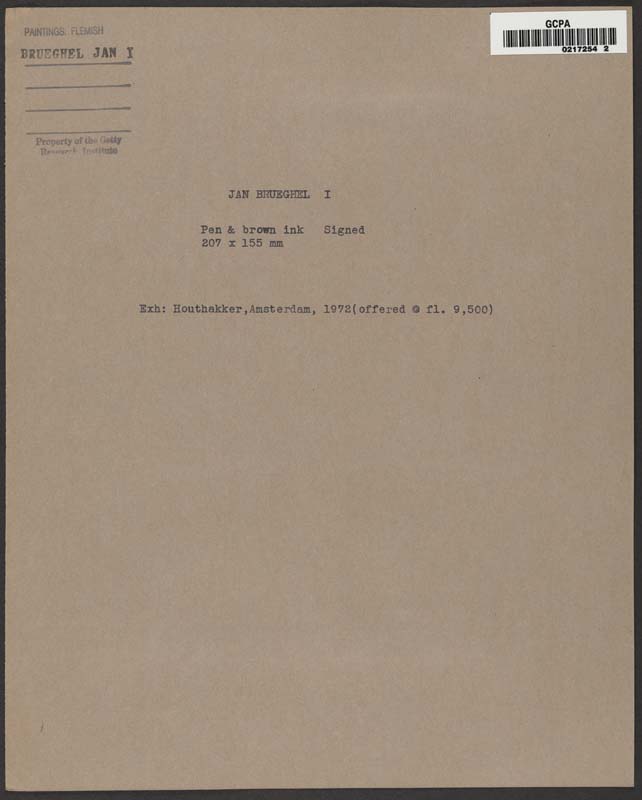 PAINTINGS: FLEMISH
BRUEGHEL JAN I
Property of the Getty
Research Institute
GCPA
0217254 2
JAN BRUEGHEL I
Pen & brown ink Signed
207 x 155 mm
Exh: Houthakker,Amsterdam, 1972(offered @ fl. 9,500)